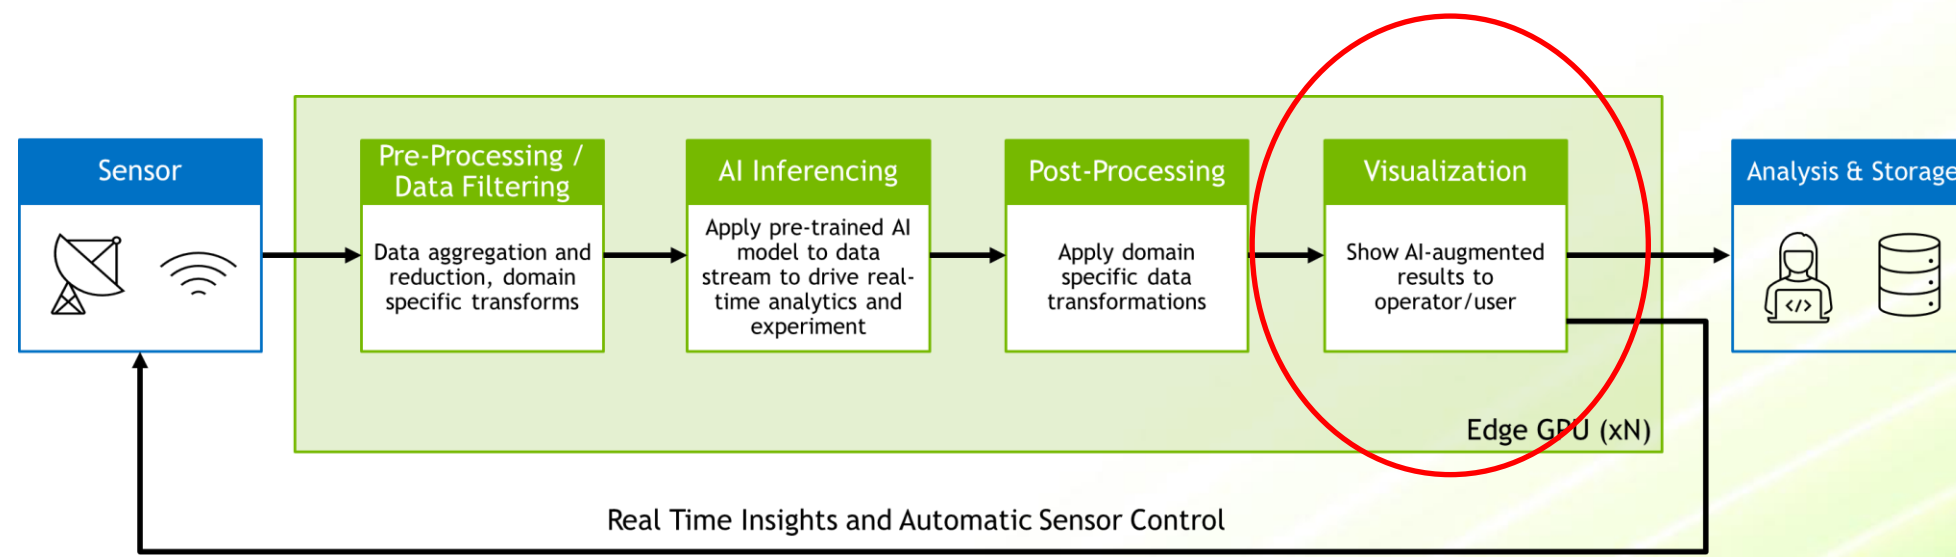 Sensor
Pre-Processing /
Data Filtering
Data aggregation and
reduction, domain
specific transforms
AI Inferencing
Apply pre-trained AI
model to data
stream to drive real-
time analytics and
experiment
Post-Processing
Apply domain
specific data
transformations
Visualization
Show AI-augmented
results to
operator/user
Analysis & Storage
</>
Edge GPU (xN)
Real Time Insights and Automatic Sensor Control